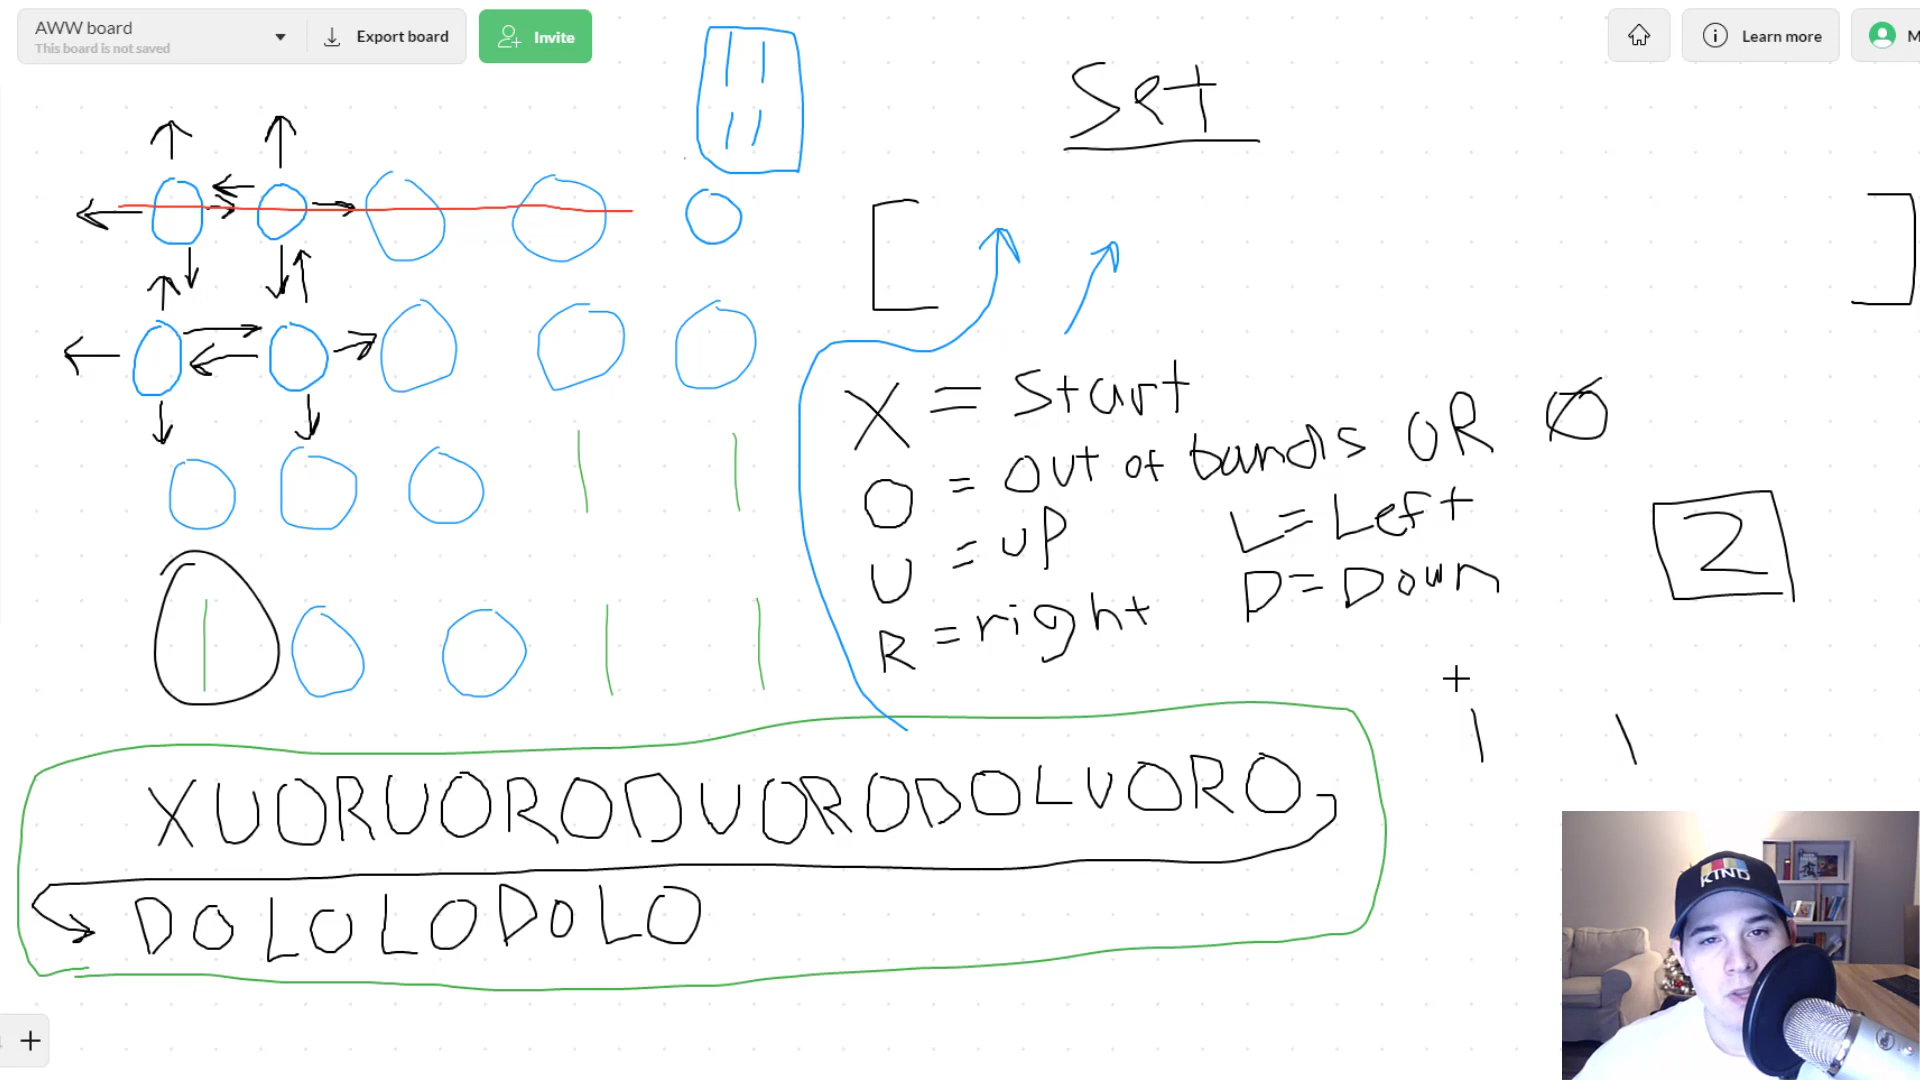 AWW board
This board is not saved
Export board
Invite
Learn more
M
Set
[ ]
X = Start
O = out of bands OR Ø
U = up L = Left
R = right D = Down
2
XUORUORODUORODOLUORO
DOLOLODOLO
KIND